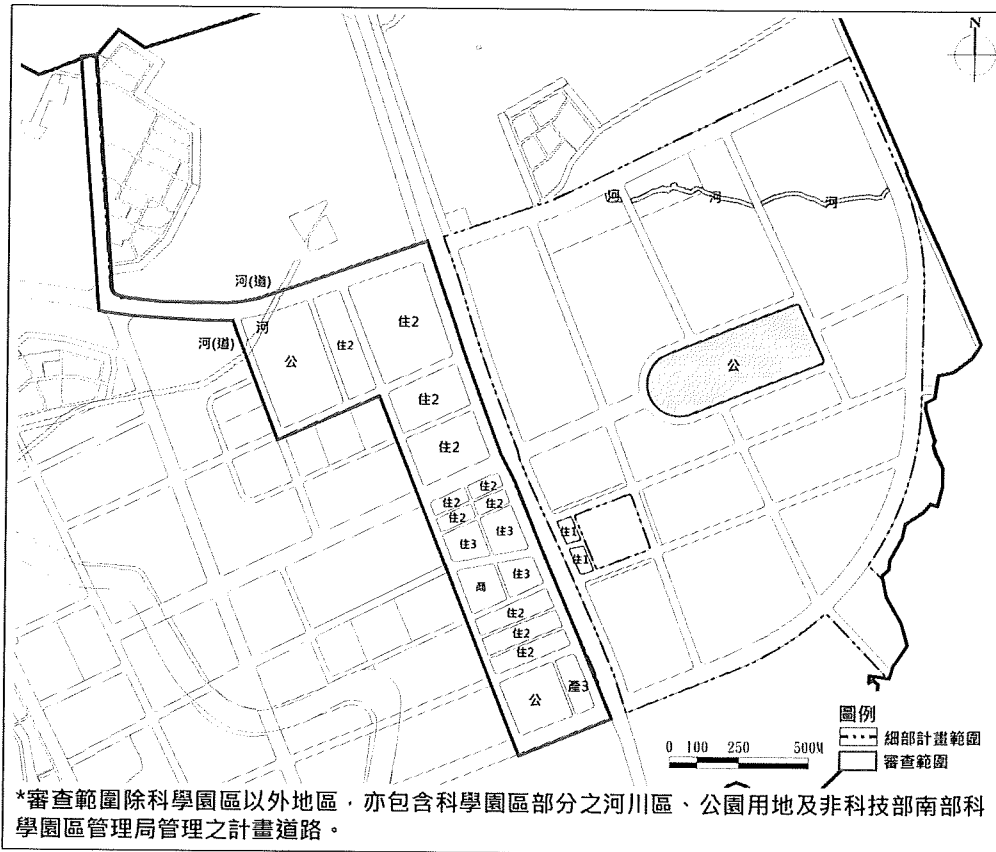 N
河
河
河
河(道)
河
河(道)
公
住2
住2
公
住2
住2
住2
住2
住2
住2
住3
住3
住1
住1
商
住3
住2
住2
住2
公
產3
圖例
細部計畫範圍
審查範圍
0 100 250 500M
*審查範圍除科學園區以外地區,亦包含科學園區部分之河川區、公園用地及非科技部南部科
學園區管理局管理之計畫道路。